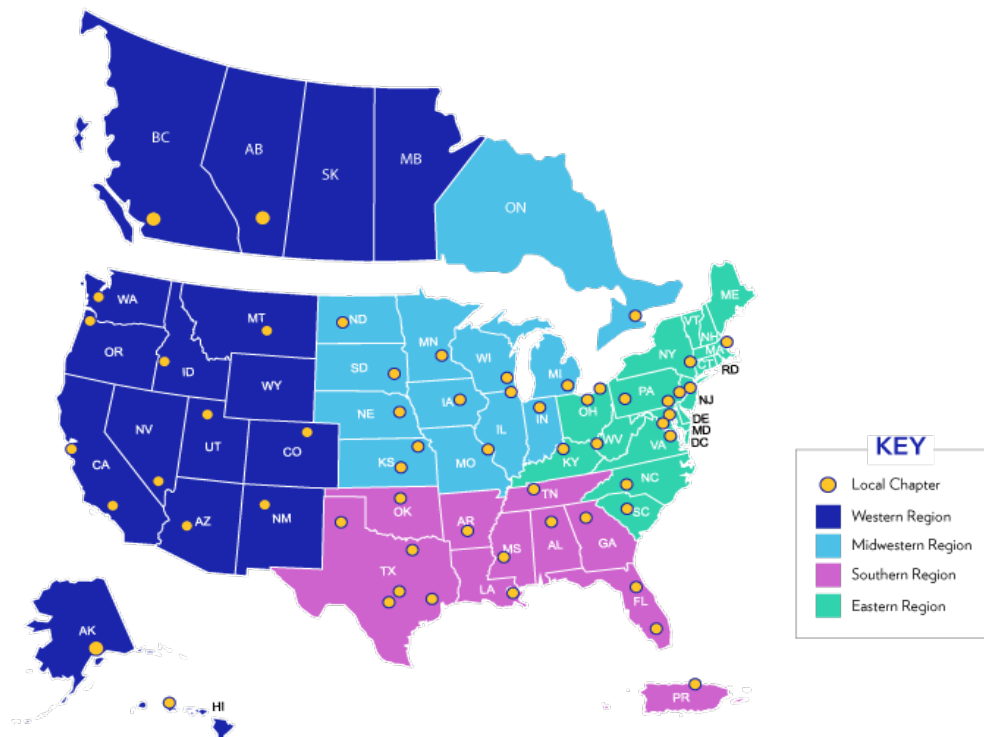 BC
AB
SK
MB
ON
WA
MT
ND
MN
ME
VT
NH
OR
ID
SD
WI
MI
NY
MA
CT
RD
WY
IA
PA
NJ
NE
OH
NV
UT
CO
IL
IN
WV
DE
MD
DC
CA
KS
MO
KY
VA
AZ
NM
OK
AR
TN
NC
SC
TX
LA
MS
AL
GA
FL
AK
HI
PR
KEY
Local Chapter
Western Region
Midwestern Region
Southern Region
Eastern Region